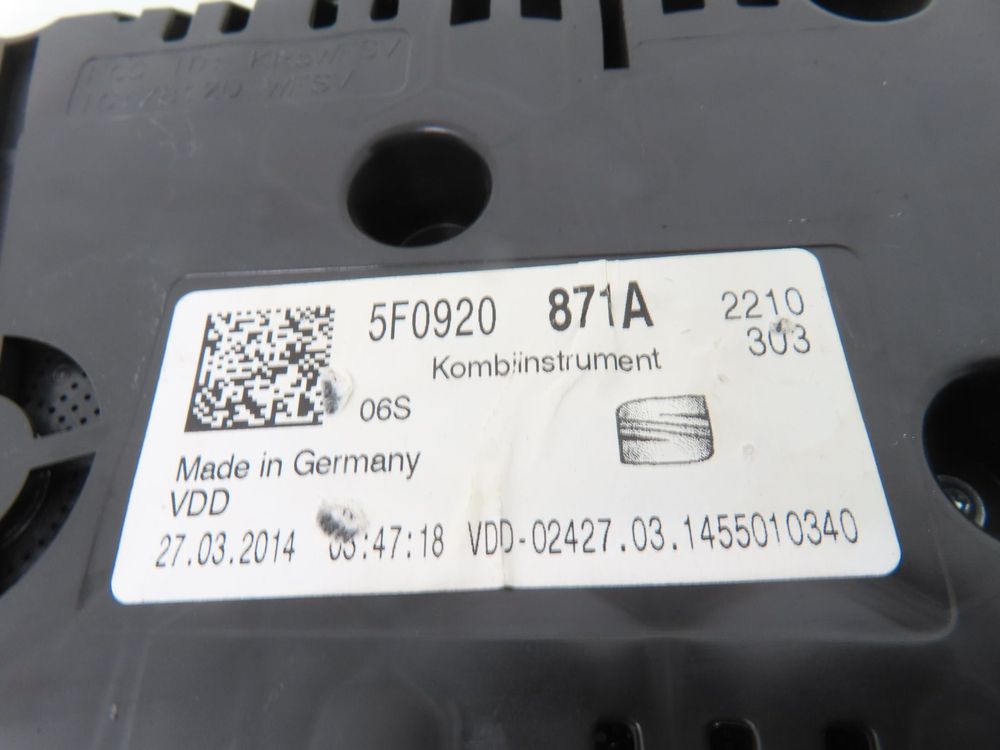 5F0920 871A 2210
303
Kombiinstrument
06S
Made in Germany
VDD
27.03.2014 03:47:18 VDD-02427.03.1455010340